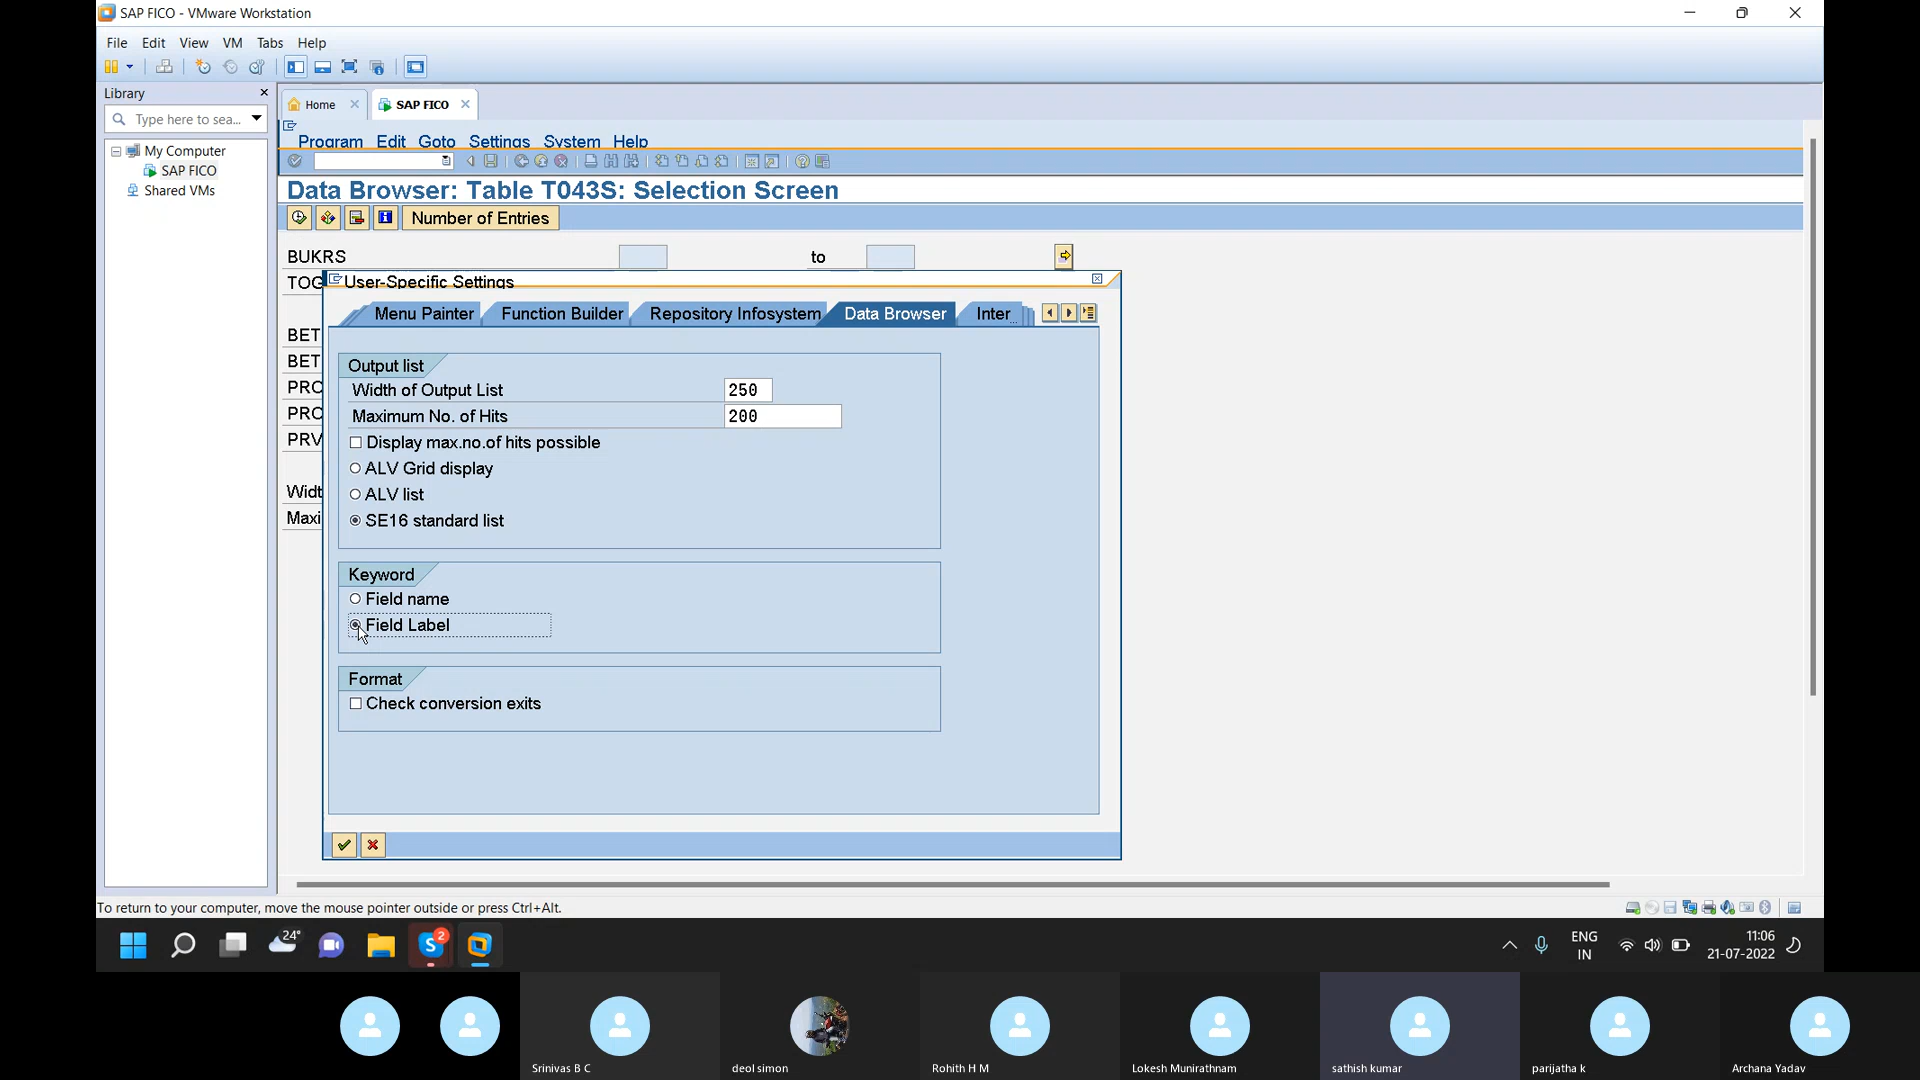 SAP FICO - VMware Workstation
File Edit View VM Tabs Help
Library
Type here to sea...
My Computer
SAP FICO
Shared VMs
Home
SAP FICO
Program Edit Goto Settings System Help
Data Browser: Table T043S: Selection Screen
Number of Entries
BUKRS to
TOG
BET
BET
PRO
PRO
PRV
Widt
Maxi
User-Specific Settings
Menu Painter Function Builder Repository Infosystem Data Browser Inter...
Output list
Width of Output List 250
Maximum No. of Hits 200
Display max.no.of hits possible
ALV Grid display
ALV list
SE16 standard list
Keyword
Field name
Field Label
Format
Check conversion exits
To return to your computer, move the mouse pointer outside or press Ctrl+Alt.
24°
2
ENG
IN
11:06
21-07-2022
Srinivas B C
deol simon
Rohith H M
Lokesh Munirathnam
sathish kumar
parijatha k
Archana Yadav